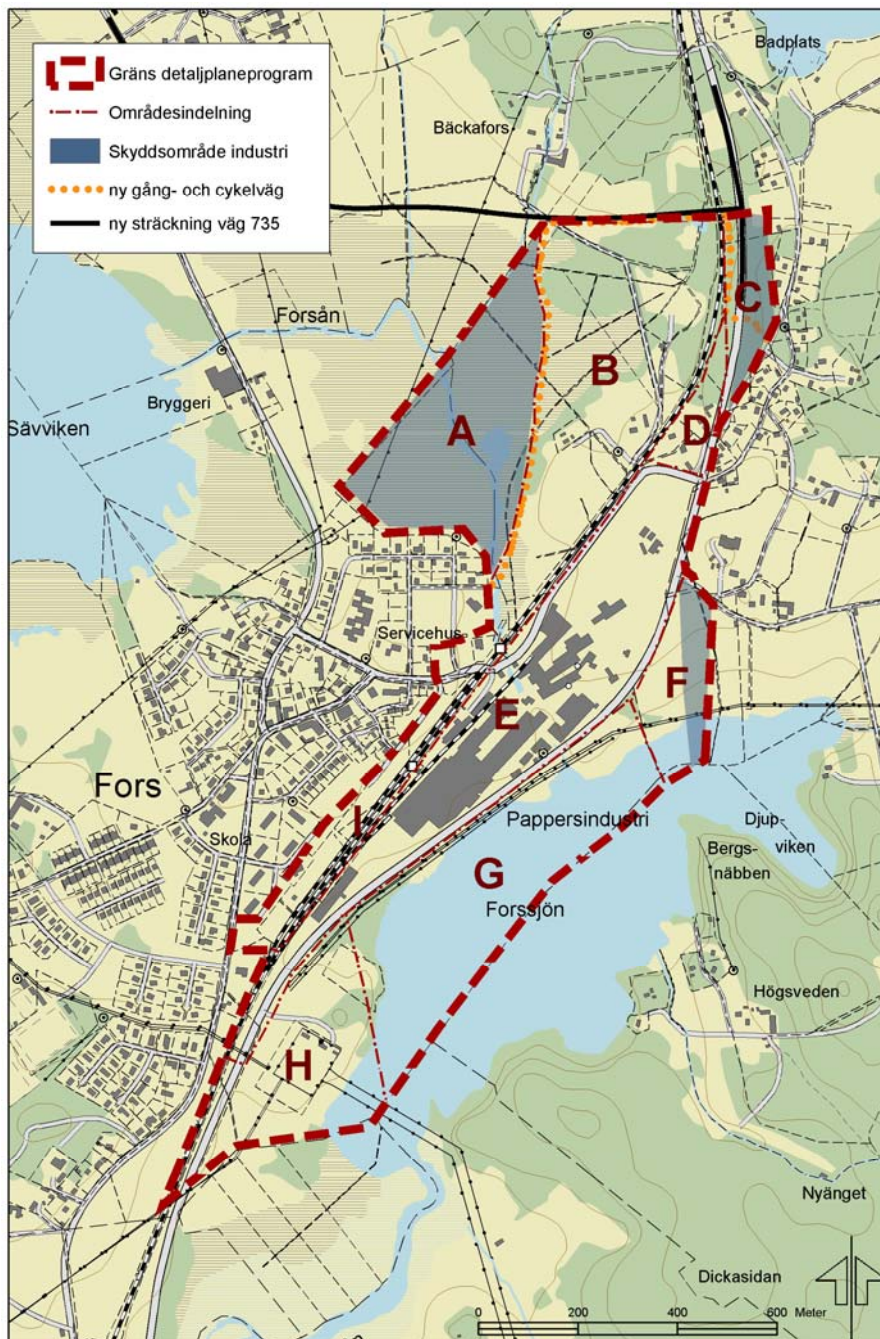 Gräns detaljplaneprogram
Områdesindelning
Skyddsområde industri
ny gång- och cykelväg
ny sträckning väg 735
Badplats
Bäckafors
Forsån
C
B
Bryggeri
Sävviken
A
D
Servicehus
F
E
Fors
Pappersindustri
Djup-
viken
I
Skola
Bergs-
näbben
G
Forssjön
Högsveden
H
Nyänget
Dickasidan
0 200 400 600 Meter